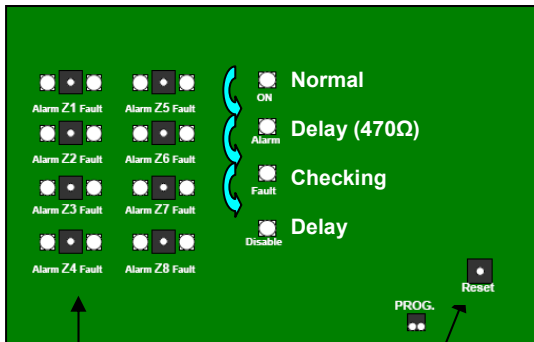 Normal
ON
Alarm Z1 Fault Alarm Z5 Fault
Delay (470Ω)
Alarm
Alarm Z2 Fault Alarm Z6 Fault
Checking
Fault
Alarm Z3 Fault Alarm Z7 Fault
Delay
Disable
Alarm Z4 Fault Alarm Z8 Fault
Reset
PROG.